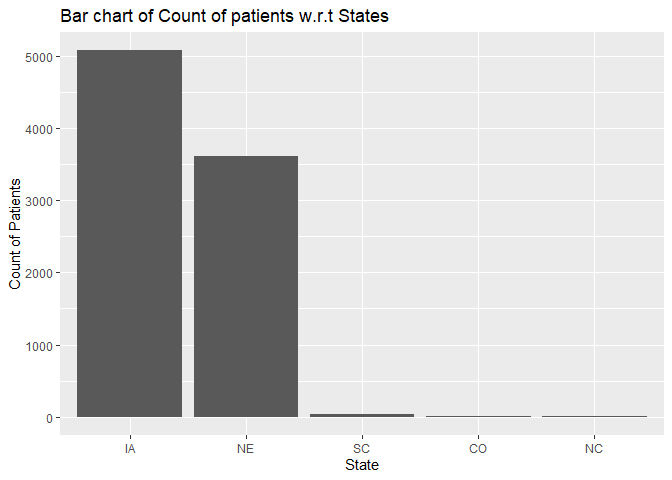 Bar chart of Count of patients w.r.t States
Count of Patients
5000
4000
3000
2000
1000
0
IA NE SC CO NC
State